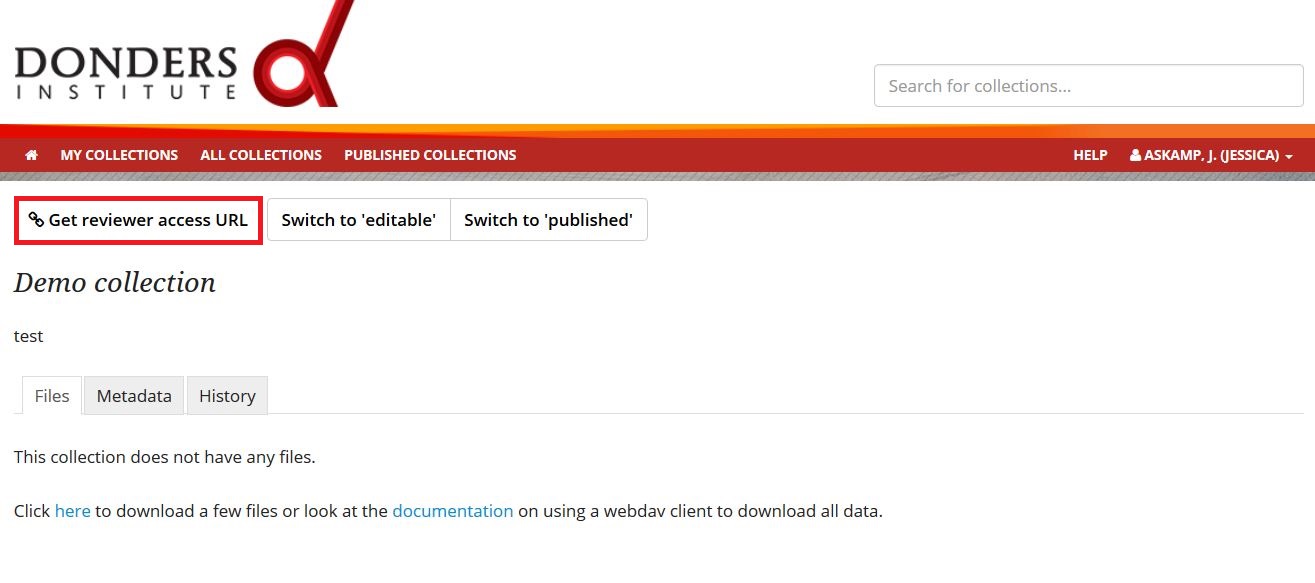 DONDERS
INSTITUTE
Search for collections...
MY COLLECTIONS ALL COLLECTIONS PUBLISHED COLLECTIONS HELP ASKAMP, J. (JESSICA)
Get reviewer access URL Switch to 'editable' Switch to 'published'
Demo collection
test
Files Metadata History
This collection does not have any files.
Click here to download a few files or look at the documentation on using a webdav client to download all data.